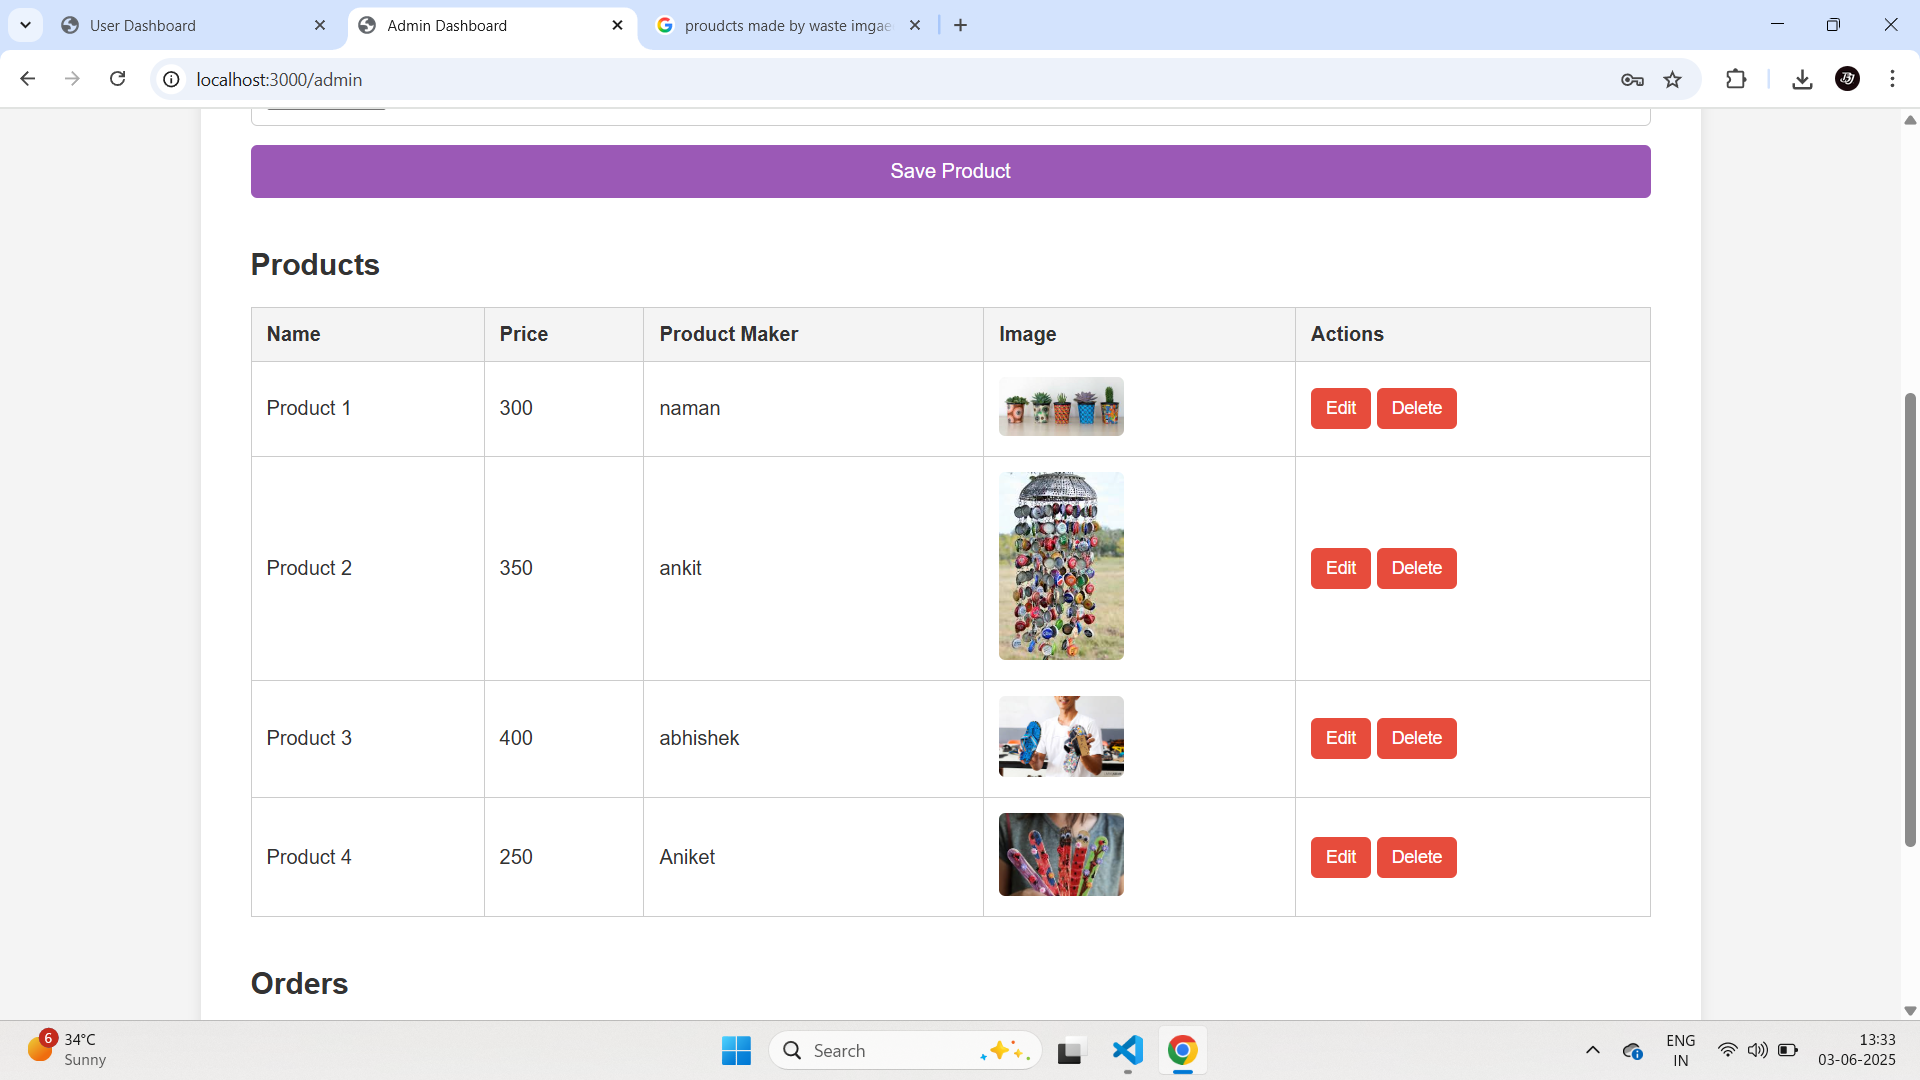 User Dashboard
Admin Dashboard
proudcts made by waste imgae
localhost:3000/admin
Save Product
Products
Name Price Product Maker Image Actions
Product 1 300 naman Edit Delete
Product 2 350 ankit Edit Delete
Product 3 400 abhishek Edit Delete
Product 4 250 Aniket Edit Delete
Orders
6
34°C
Sunny
Search
ENG
IN
13:33
03-06-2025